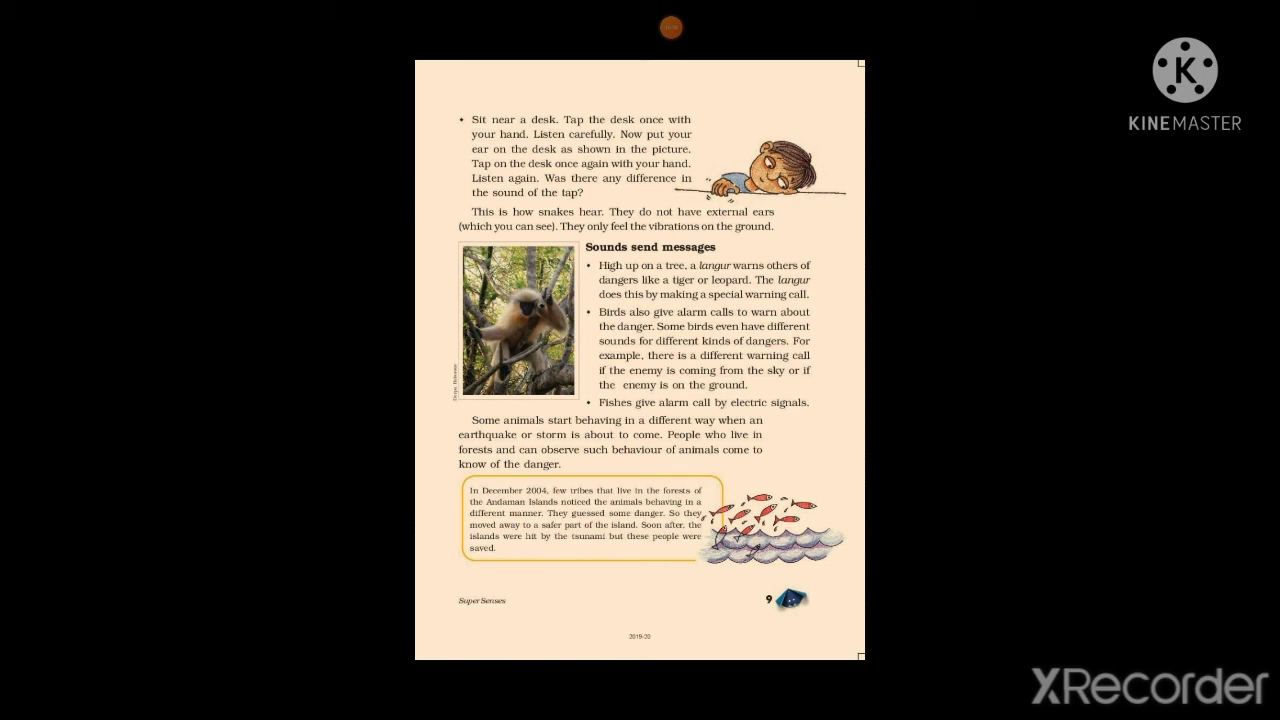 KINEMASTER
• Sit near a desk. Tap the desk once with
your hand. Listen carefully. Now put your
ear on the desk as shown in the picture.
Tap on the desk once again with your hand.
Listen again. Was there any difference in
the sound of the tap?
This is how snakes hear. They do not have external ears
(which you can see). They only feel the vibrations on the ground.
Sounds send messages
• High up on a tree, a langur warns others of
dangers like a tiger or leopard. The langur
does this by making a special warning call.
• Birds also give alarm calls to warn about
the danger. Some birds even have different
sounds for different kinds of dangers. For
example, there is a different warning call
if the enemy is coming from the sky or if
the enemy is on the ground.
• Fishes give alarm call by electric signals.
Some animals start behaving in a different way when an
earthquake or storm is about to come. People who live in
forests and can observe such behaviour of animals come to
know of the danger.
In December 2004, few tribes that live in the forests of
the Andaman Islands noticed the animals behaving in a
different manner. They guessed some danger. So they
moved away to a safer part of the island. Soon after, the
islands were hit by the tsunami but these people were
saved.
Super Senses
9
2019-20
XRecorder